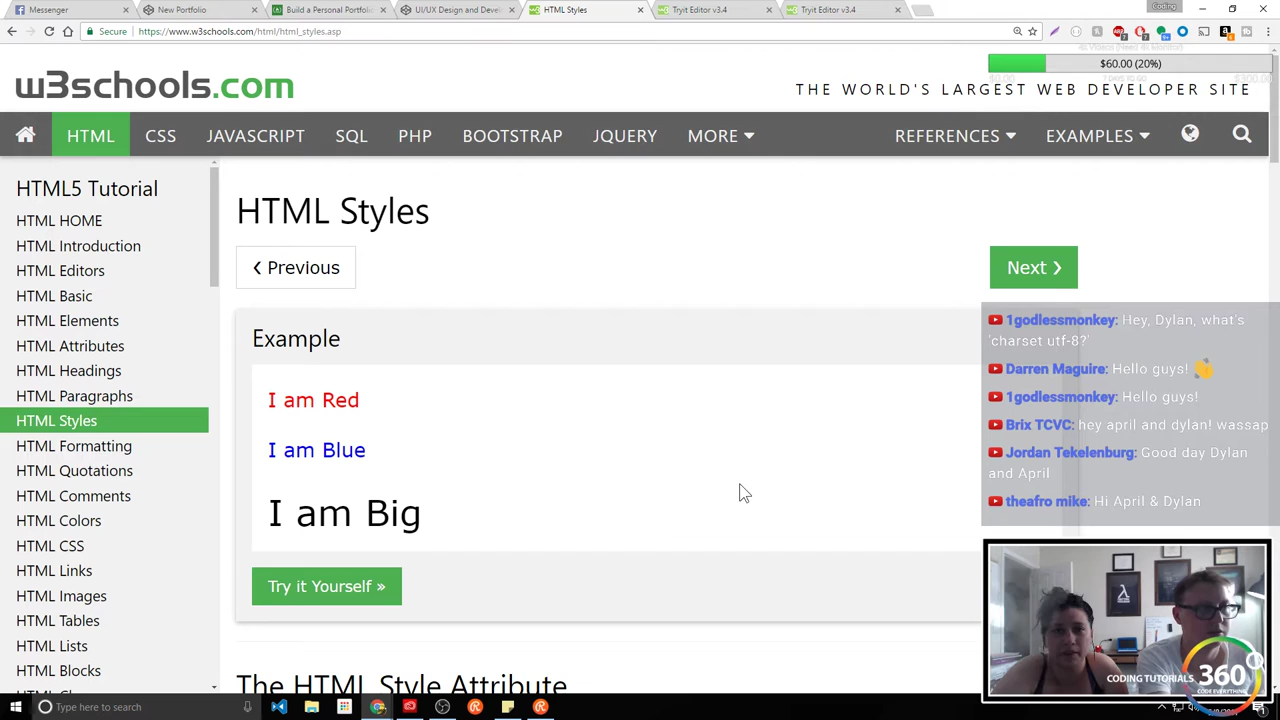 Messenger
New Portfolio
Build a Personal Portfolio
UI/UX Design and Deve
HTML Styles
Tryit Editor v3.4
Tryit Editor v3.4
Coding
Secure
https://www.w3schools.com/html/html_styles.asp
$60.00 (20%)
w3schools.com
THE WORLD'S LARGEST WEB DEVELOPER SITE
HTML CSS JAVASCRIPT SQL PHP BOOTSTRAP JQUERY MORE REFERENCES EXAMPLES
HTML5 Tutorial
HTML HOME
HTML Introduction
HTML Editors
HTML Basic
HTML Elements
HTML Attributes
HTML Headings
HTML Paragraphs
HTML Styles
HTML Formatting
HTML Quotations
HTML Comments
HTML Colors
HTML CSS
HTML Links
HTML Images
HTML Tables
HTML Lists
HTML Blocks
HTML Styles
❮ Previous
Next ❯
Example
I am Red
I am Blue
I am Big
Try it Yourself »
The HTML Style Attribute
1godlessmonkey: Hey, Dylan, what's
'charset utf-8?'
Darren Maguire: Hello guys! 👋
1godlessmonkey: Hello guys!
Brix TCVC: hey april and dylan! wassap
Jordan Tekelenburg: Good day Dylan
and April
theafro mike: Hi April & Dylan
CODING TUTORIALS 360
CODE EVERYTHING
Type here to search